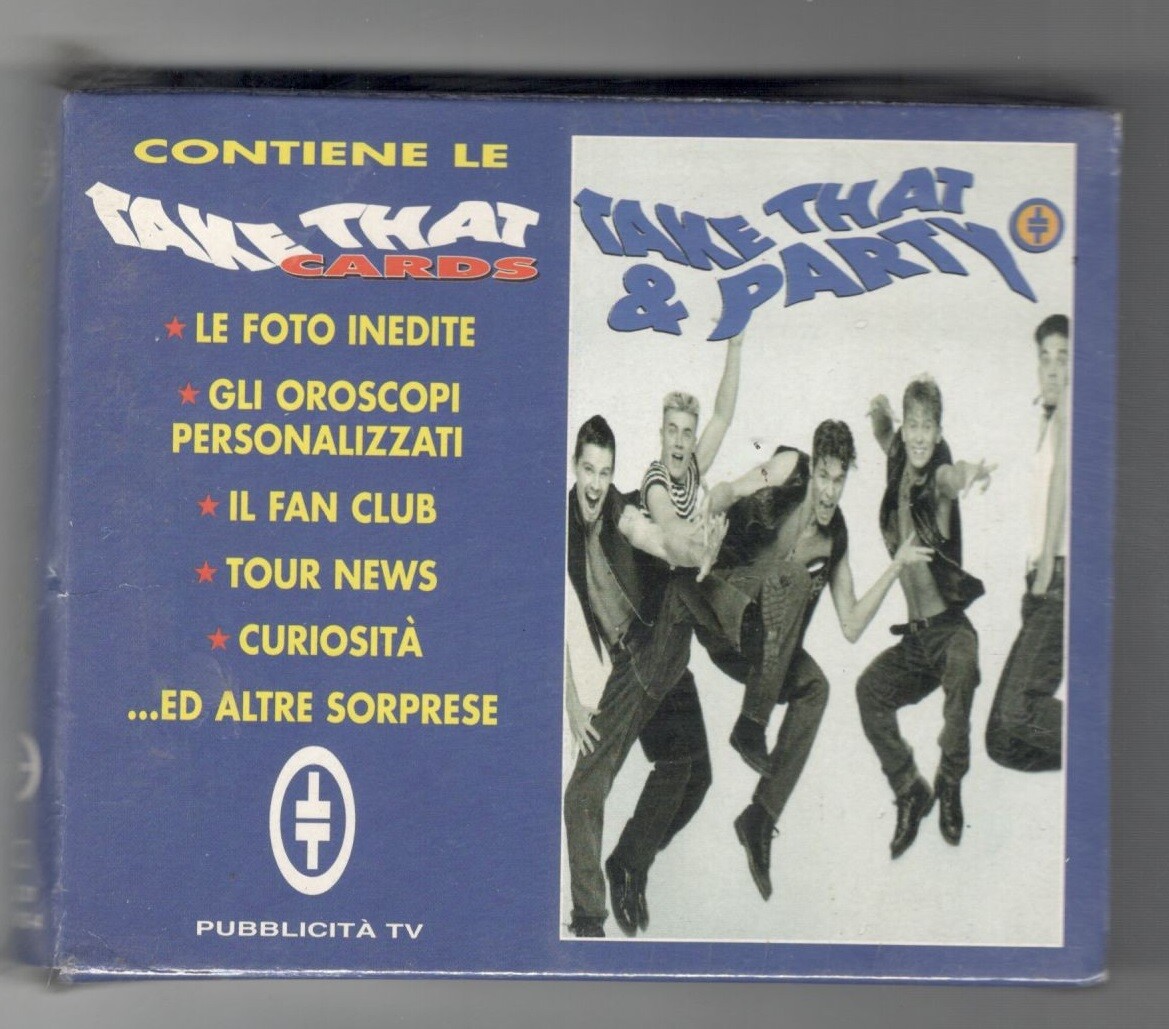 CONTIENE LE
TAKE THAT
CARDS
★ LE FOTO INEDITE
★ GLI OROSCOPI
PERSONALIZZATI
★ IL FAN CLUB
★ TOUR NEWS
★ CURIOSITÀ
...ED ALTRE SORPRESE
PUBBLICITÀ TV
TAKE THAT
& PARTY